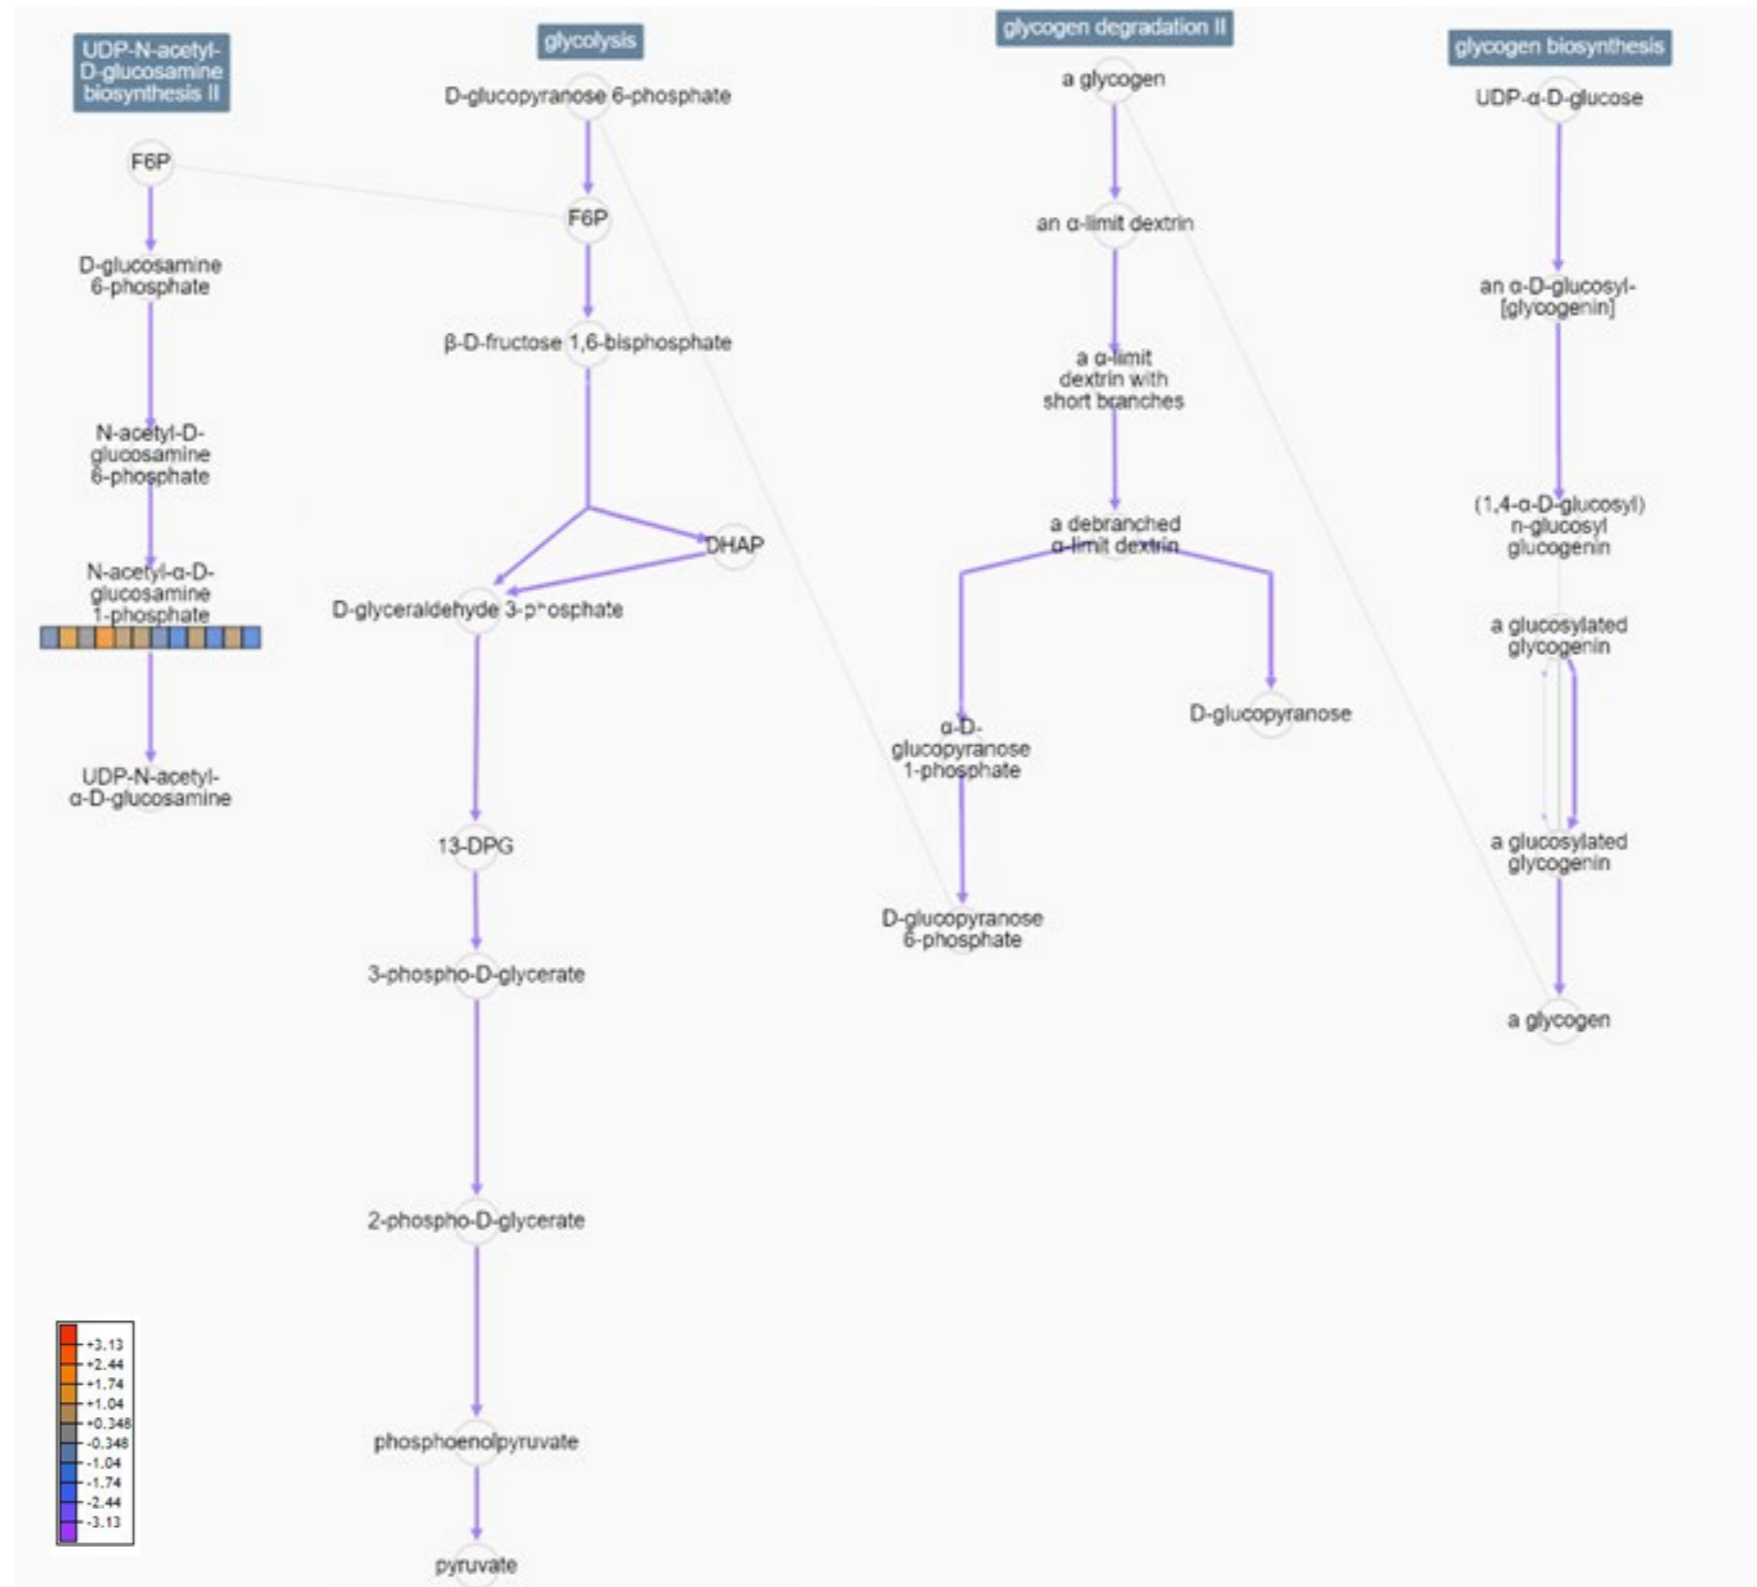 UDP-N-acetyl-
D-glucosamine
biosynthesis II
F6P
D-glucosamine
6-phosphate
N-acetyl-D-
glucosamine
6-phosphate
N-acetyl-α-D-
glucosamine
1-phosphate
UDP-N-acetyl-
α-D-glucosamine
glycolysis
D-glucopyranose 6-phosphate
F6P
β-D-fructose 1,6-bisphosphate
DHAP
D-glyceraldehyde 3-phosphate
13-DPG
3-phospho-D-glycerate
2-phospho-D-glycerate
phosphoenolpyruvate
pyruvate
glycogen degradation II
a glycogen
an α-limit dextrin
a α-limit
dextrin with
short branches
a debranched
α-limit dextrin
α-D-
glucopyranose
1-phosphate
D-glucopyranose
D-glucopyranose
6-phosphate
glycogen biosynthesis
UDP-α-D-glucose
an α-D-glucosyl-
[glycogenin]
(1,4-α-D-glucosyl)
n-glucosyl
glucogenin
a glucosylated
glycogenin
a glucosylated
glycogenin
a glycogen
+3.13
+2.44
+1.74
+1.04
+0.348
-0.348
-1.04
-1.74
-2.44
-3.13